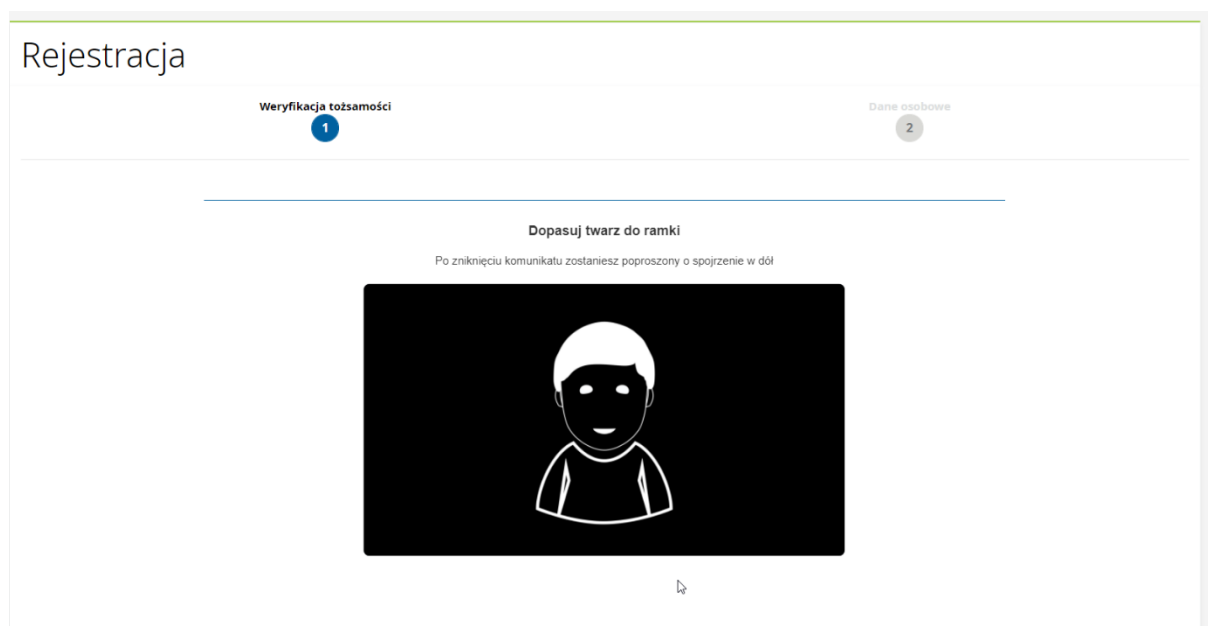 Rejestracja
Weryfikacja tożsamości
1
Dane osobowe
2
Dopasuj twarz do ramki
Po zniknięciu komunikatu zostaniesz poproszony o spojrzenie w dół